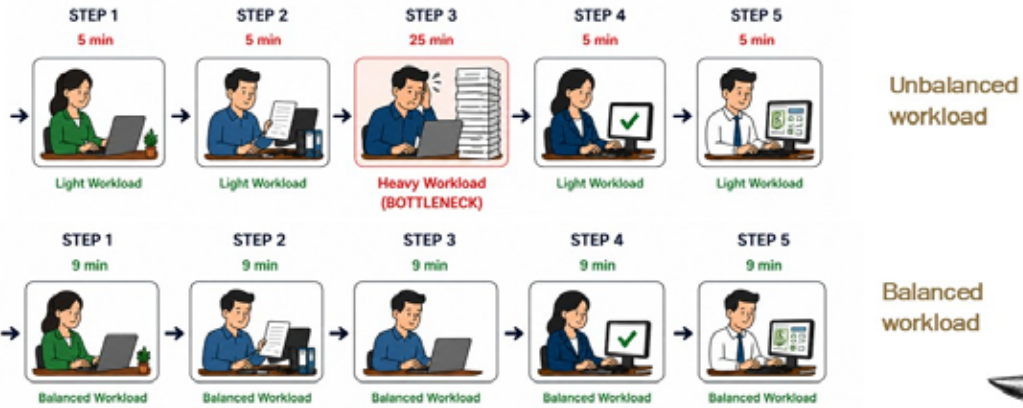 STEP 1 STEP 2 STEP 3 STEP 4 STEP 5
5 min 5 min 25 min 5 min 5 min
Unbalanced
workload
Light Workload Light Workload Heavy Workload Light Workload Light Workload
(BOTTLENECK)
STEP 1 STEP 2 STEP 3 STEP 4 STEP 5
9 min 9 min 9 min 9 min 9 min
Balanced
workload
Balanced Workload Balanced Workload Balanced Workload Balanced Workload Balanced Workload